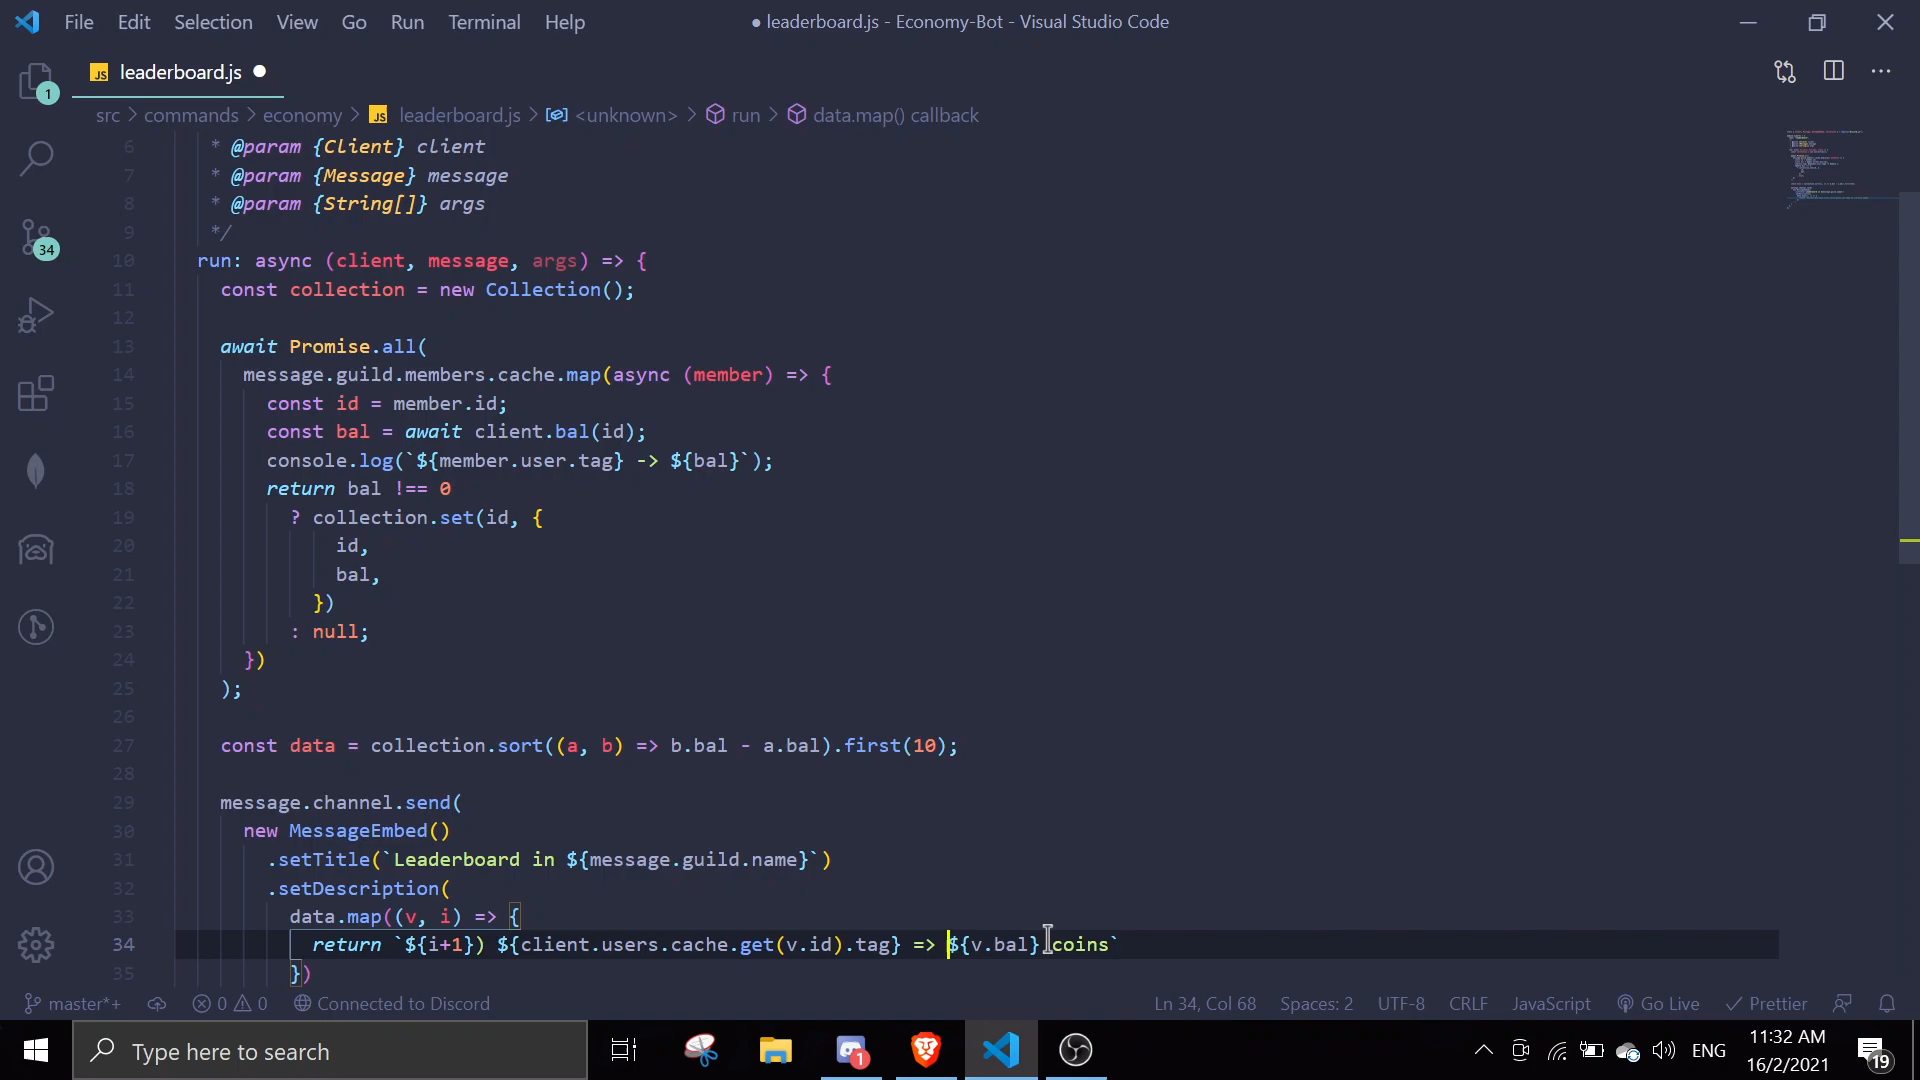 File Edit Selection View Go Run Terminal Help
● leaderboard.js - Economy-Bot - Visual Studio Code
JS leaderboard.js
src > commands > economy > JS leaderboard.js > <unknown> > run > data.map() callback
1
34
6 * @param {Client} client
7 * @param {Message} message
8 * @param {String[]} args
9 */
10 run: async (client, message, args) => {
11 const collection = new Collection();
12
13 await Promise.all(
14 message.guild.members.cache.map(async (member) => {
15 const id = member.id;
16 const bal = await client.bal(id);
17 console.log(`${member.user.tag} -> ${bal}`);
18 return bal !== 0
19 ? collection.set(id, {
20 id,
21 bal,
22 })
23 : null;
24 })
25 );
26
27 const data = collection.sort((a, b) => b.bal - a.bal).first(10);
28
29 message.channel.send(
30 new MessageEmbed()
31 .setTitle(`Leaderboard in ${message.guild.name}`)
32 .setDescription(
33 data.map((v, i) => {
34 return `${i+1}) ${client.users.cache.get(v.id).tag} => ${v.bal} coins`
35 })
master*+ 0 0 Connected to Discord Ln 34, Col 68 Spaces: 2 UTF-8 CRLF JavaScript Go Live Prettier
Type here to search
1
ENG
11:32 AM
16/2/2021
19